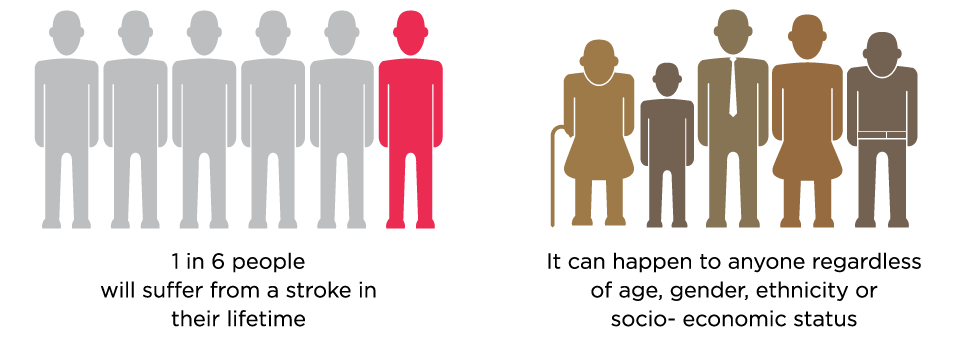 1 in 6 people
will suffer from a stroke in
their lifetime
It can happen to anyone regardless
of age, gender, ethnicity or
socio- economic status